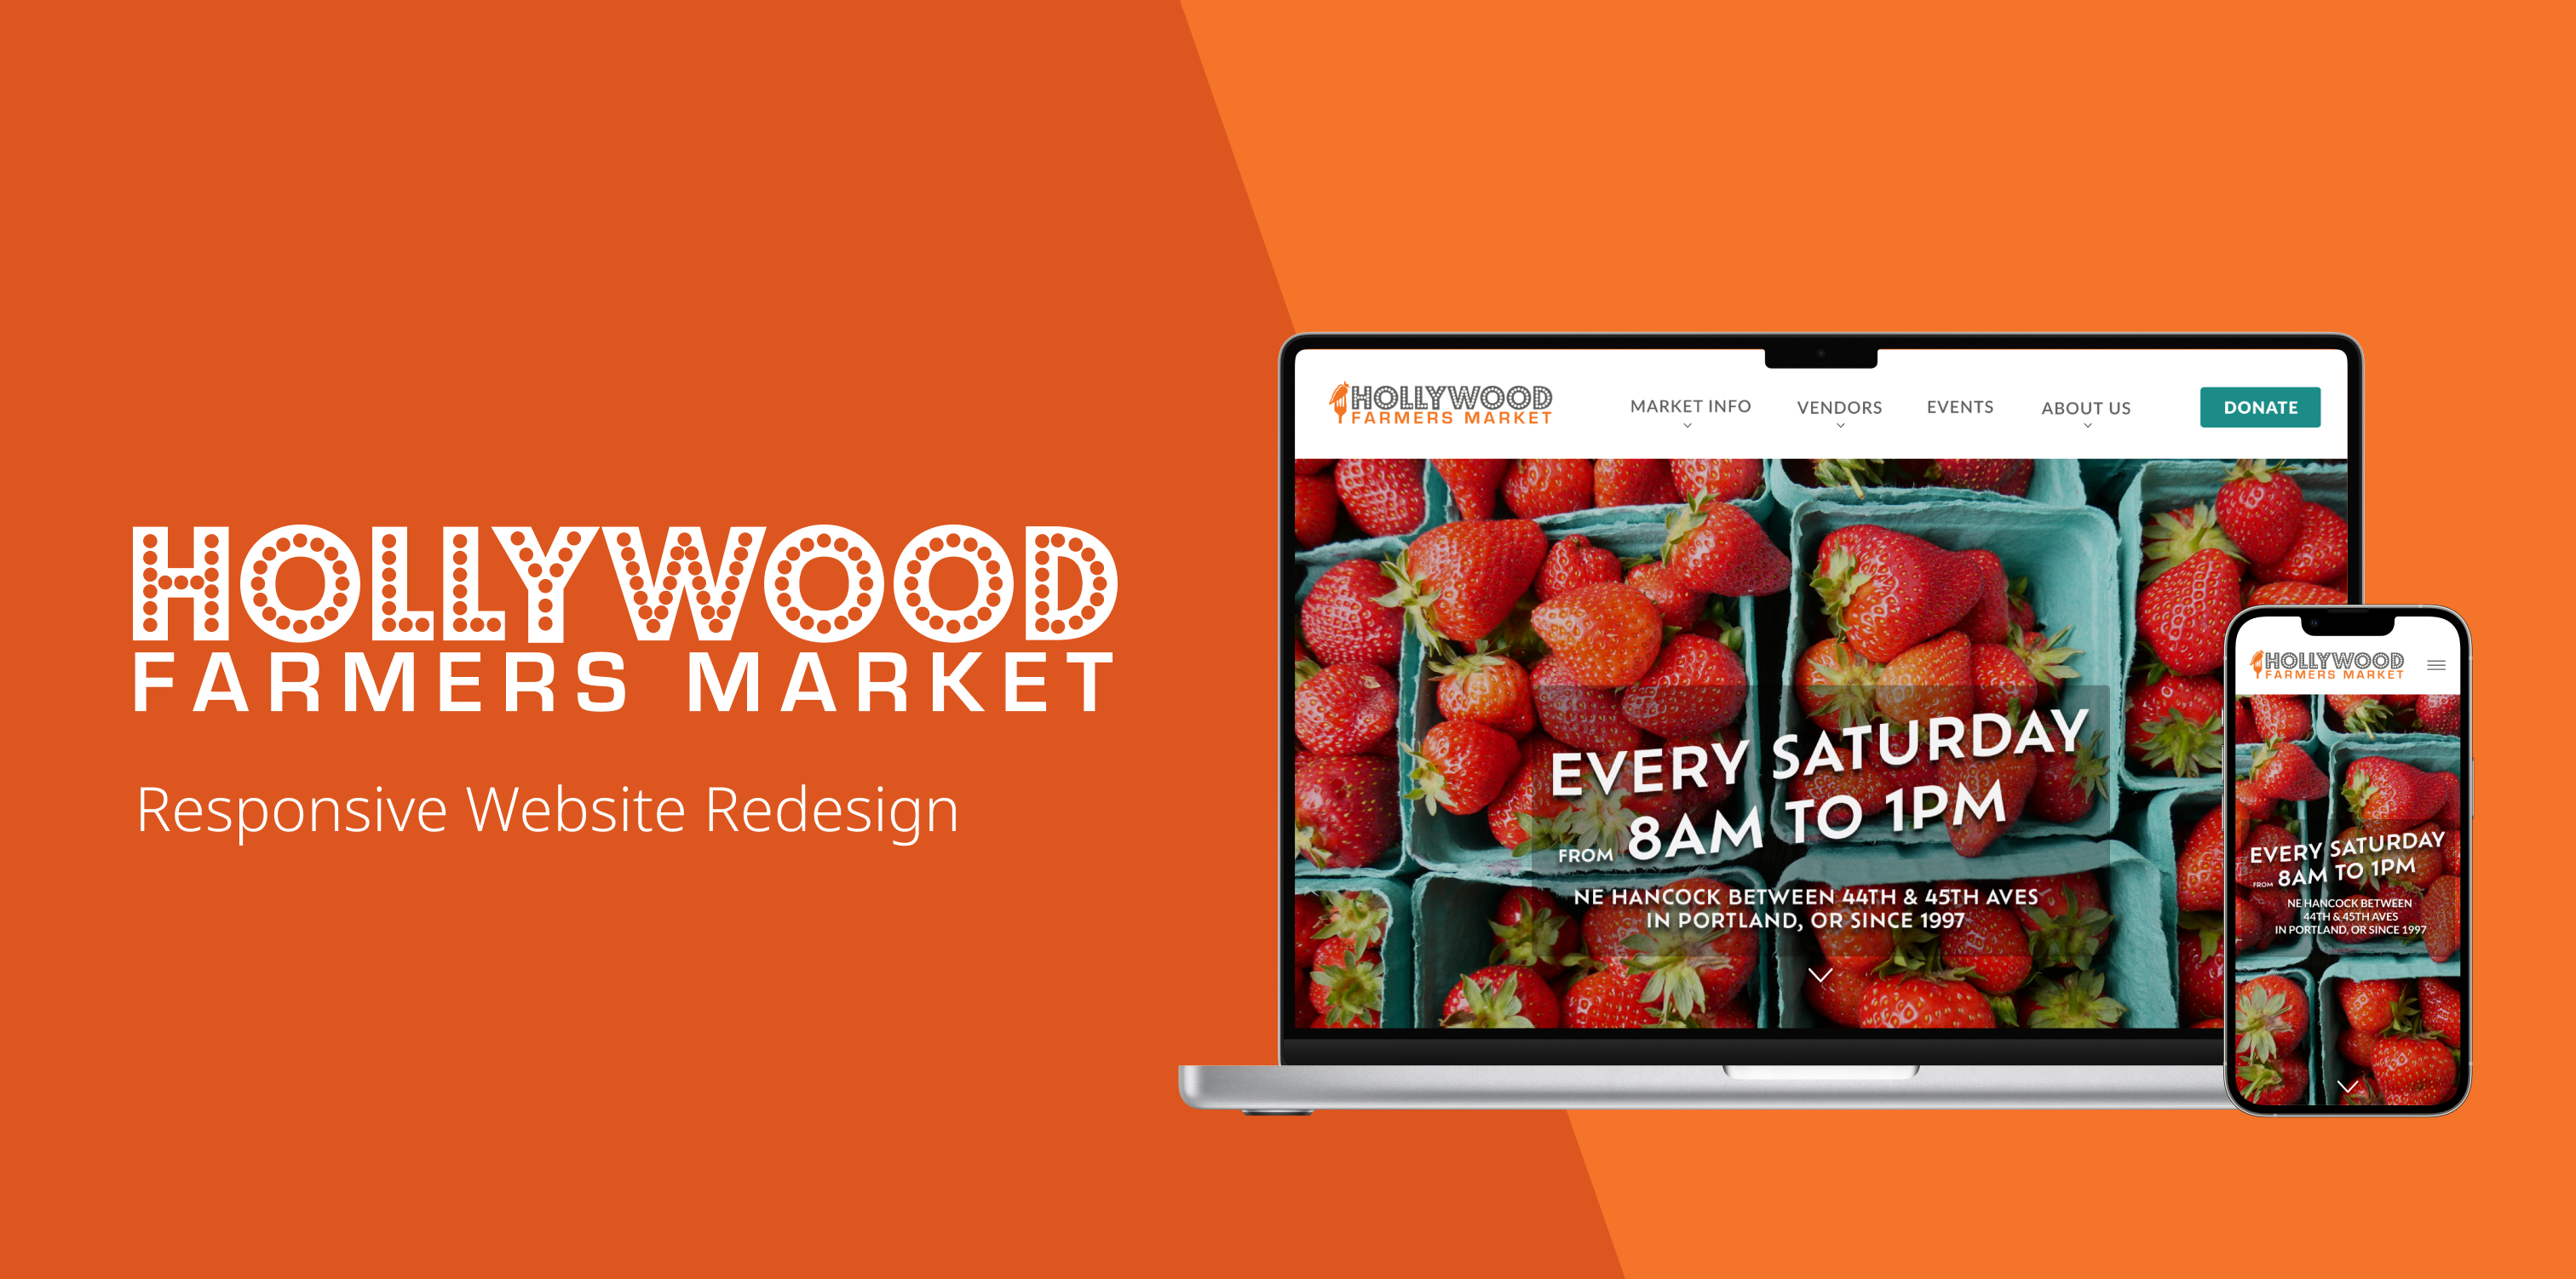 HOLLYWOOD
FARMERS MARKET
Responsive Website Redesign
HOLLYWOOD
FARMERS MARKET
MARKET INFO
VENDORS
EVENTS
ABOUT US
DONATE
EVERY SATURDAY
FROM 8AM TO 1PM
NE HANCOCK BETWEEN 44TH & 45TH AVES
IN PORTLAND, OR SINCE 1997
HOLLYWOOD
FARMERS MARKET
EVERY SATURDAY
FROM 8AM TO 1PM
NE HANCOCK BETWEEN
44TH & 45TH AVES
IN PORTLAND, OR SINCE 1997